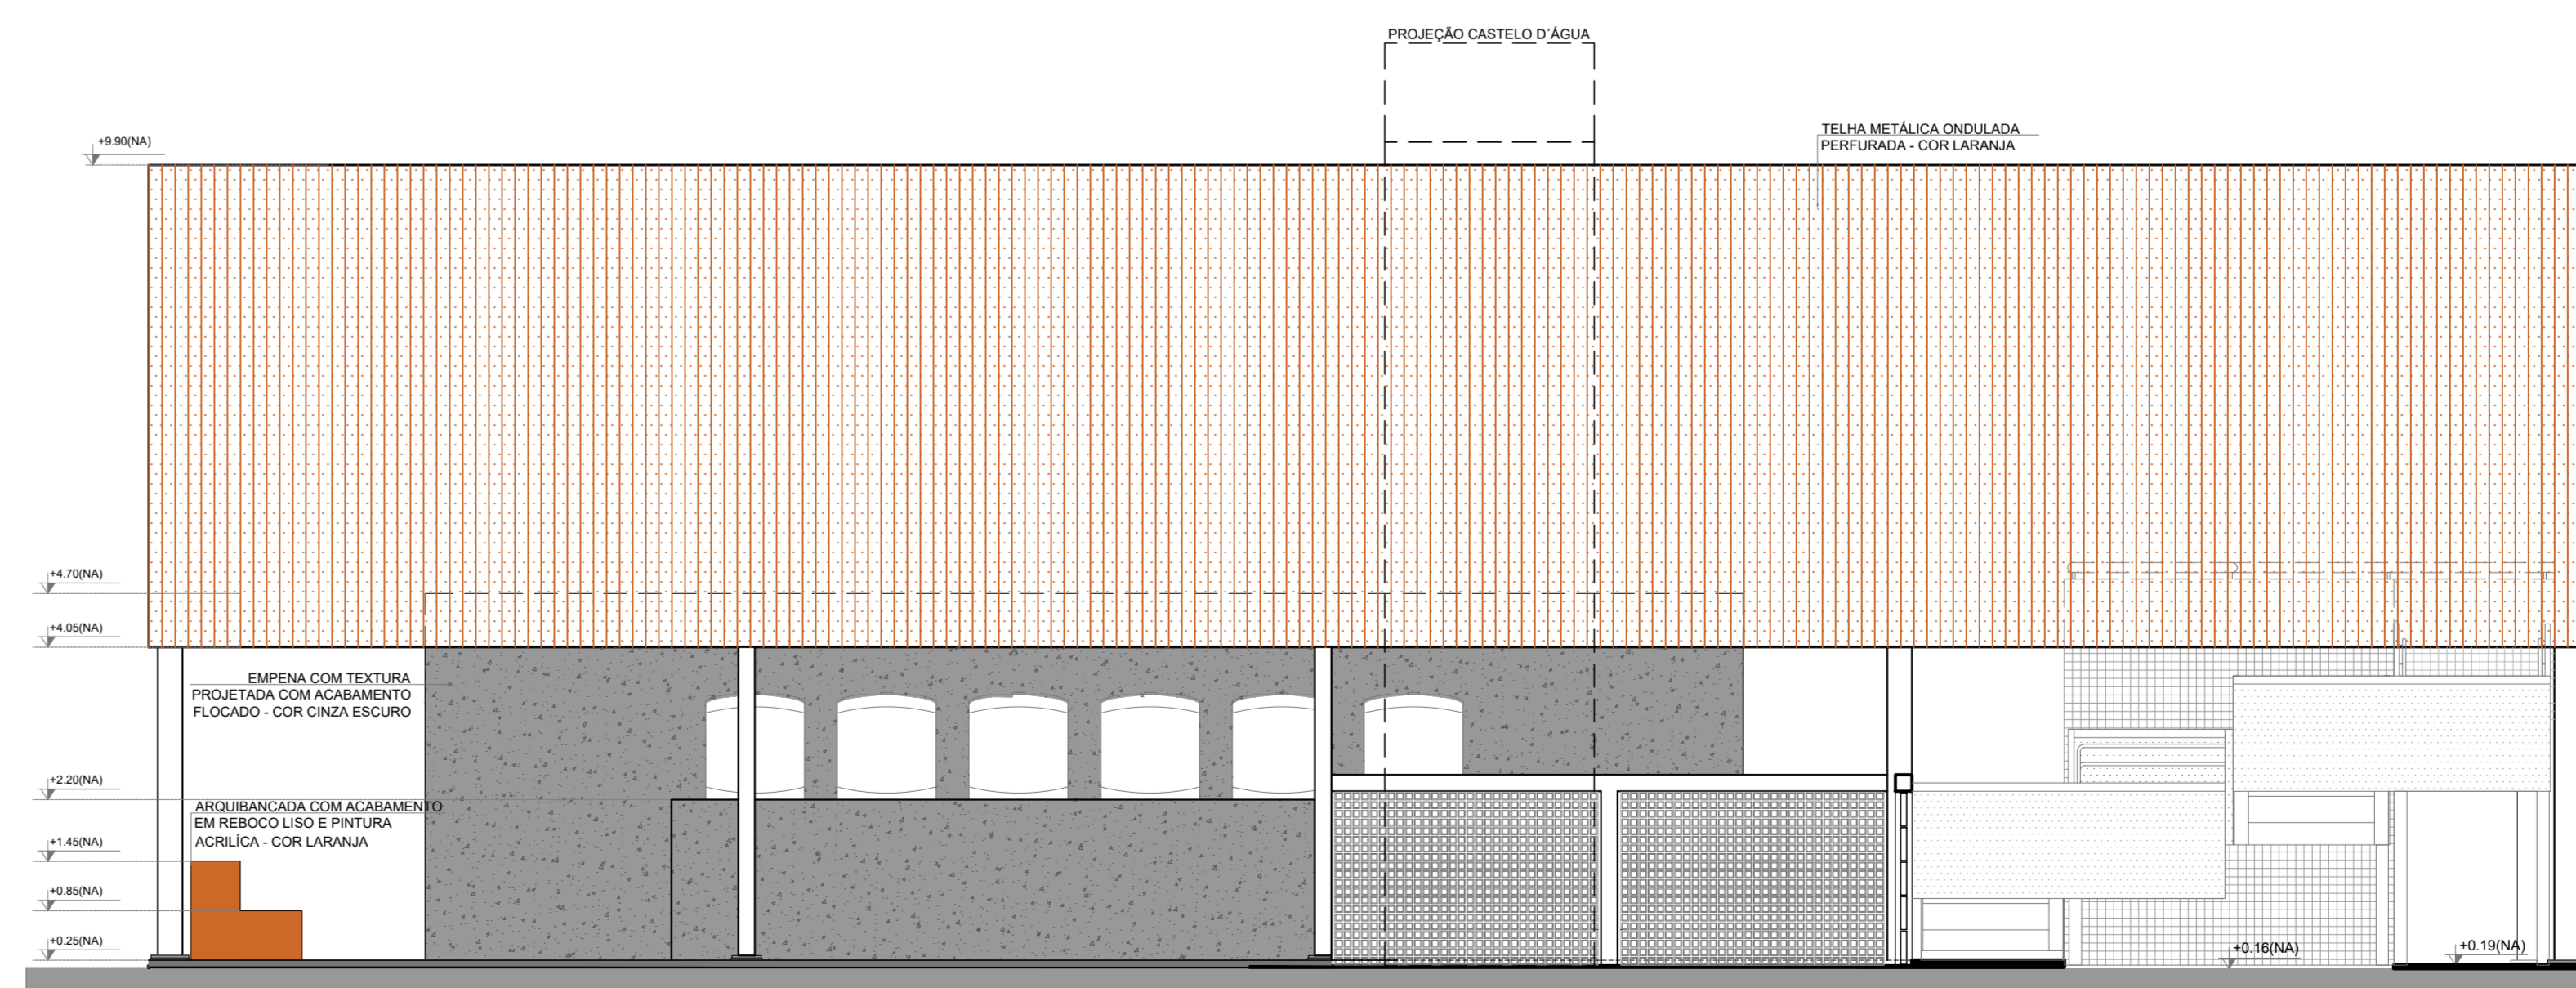 PROJEÇÃO CASTELO D´ÁGUA
TELHA METÁLICA ONDULADA
PERFURADA - COR LARANJA
+9.90(NA)
+4.70(NA)
+4.05(NA)
EMPENA COM TEXTURA
PROJETADA COM ACABAMENTO
FLOCADO - COR CINZA ESCURO
+2.20(NA)
ARQUIBANCADA COM ACABAMENTO
EM REBOCO LISO E PINTURA
ACRILÍCA - COR LARANJA
+1.45(NA)
+0.85(NA)
+0.25(NA)
+0.16(NA)
+0.19(NA)